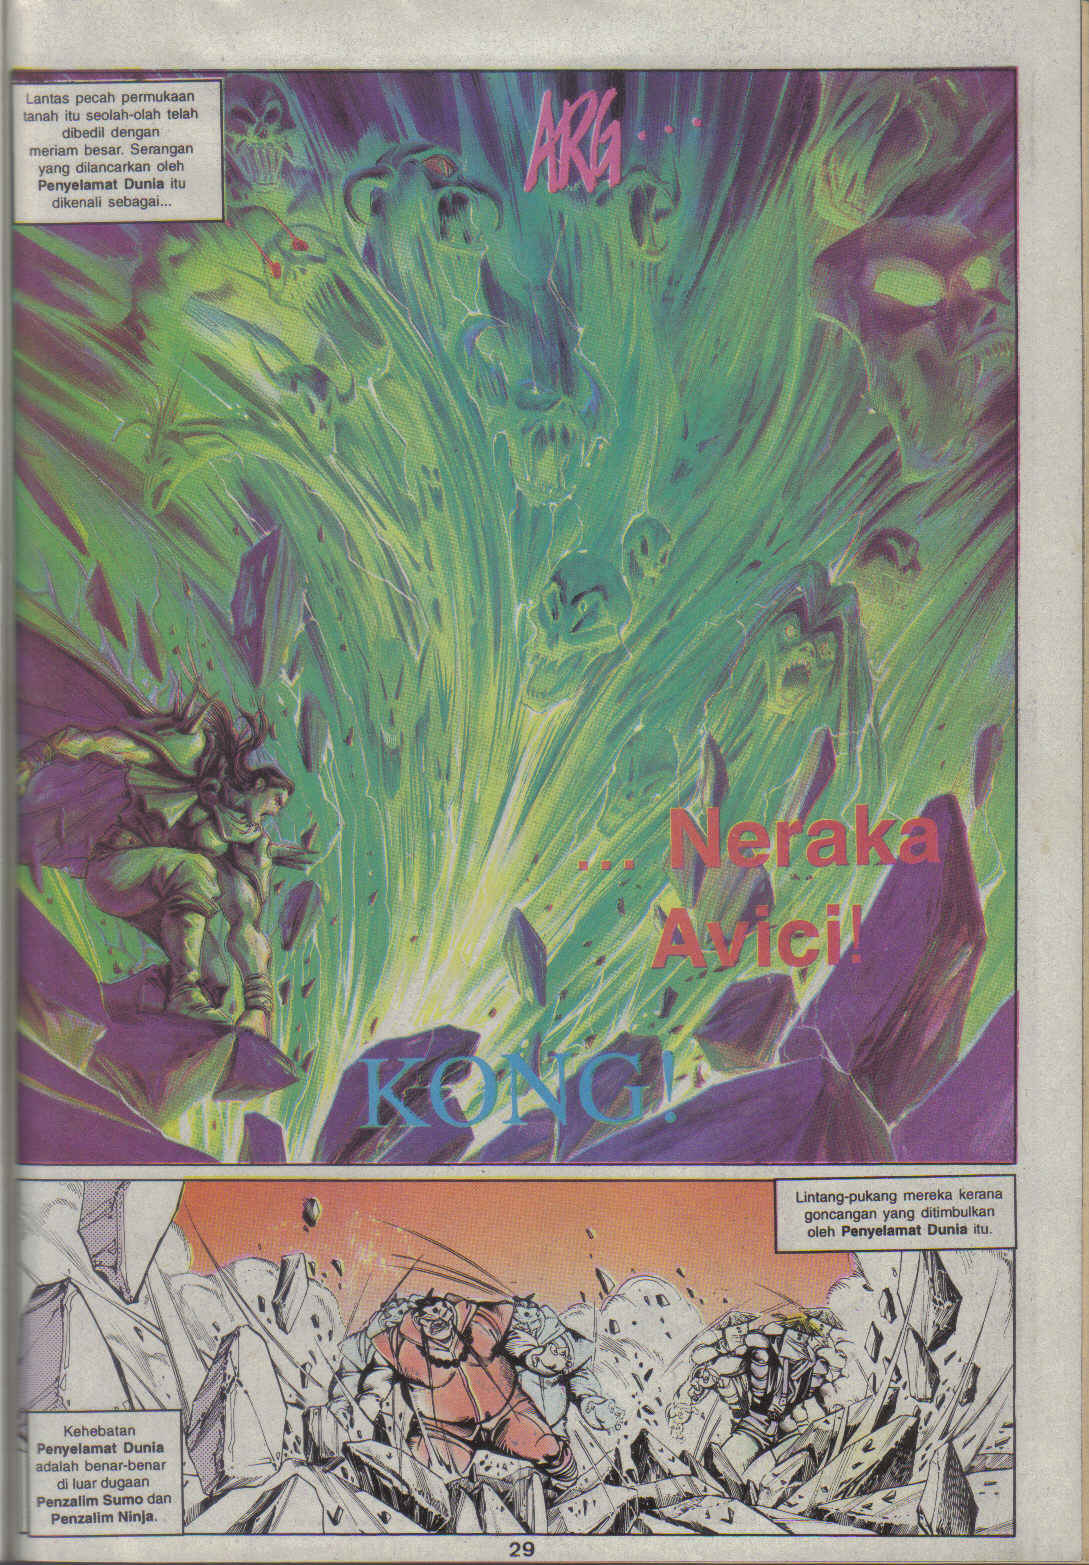 Lantas pecah permukaan
tanah itu seolah-olah telah
dibedil dengan
meriam besar. Serangan
yang dilancarkan oleh
Penyelamat Dunia itu
dikenali sebagai...
ARG...
... Neraka
Avici!
KONG!
Lintang-pukang mereka kerana
goncangan yang ditimbulkan
oleh Penyelamat Dunia itu.
Kehebatan
Penyelamat Dunia
adalah benar-benar
di luar dugaan
Penzalim Sumo dan
Penzalim Ninja.
29